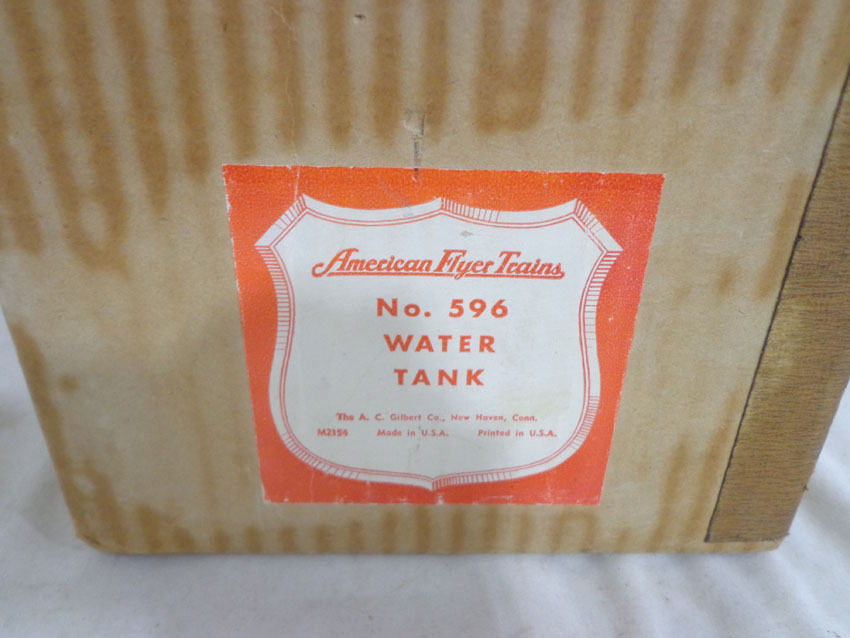 American Flyer Trains
No. 596
WATER
TANK
The A. C. Gilbert Co., New Haven, Conn.
M2154 Made in U.S.A. Printed in U.S.A.